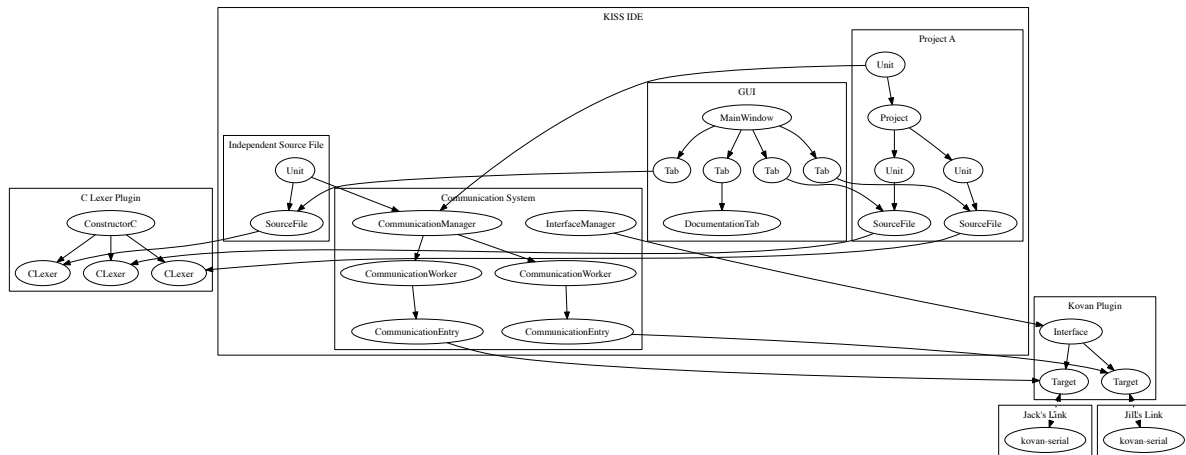 KISS IDE
Project A
Unit
GUI
MainWindow
Project
Independent Source File
Unit
Tab
Tab
Tab
Tab
Unit
Unit
C Lexer Plugin
Communication System
ConstructorC
SourceFile
CommunicationManager
InterfaceManager
DocumentationTab
SourceFile
SourceFile
CLexer
CLexer
CLexer
CommunicationWorker
CommunicationWorker
Kovan Plugin
CommunicationEntry
CommunicationEntry
Interface
Target
Target
Jack's Link
Jill's Link
kovan-serial
kovan-serial